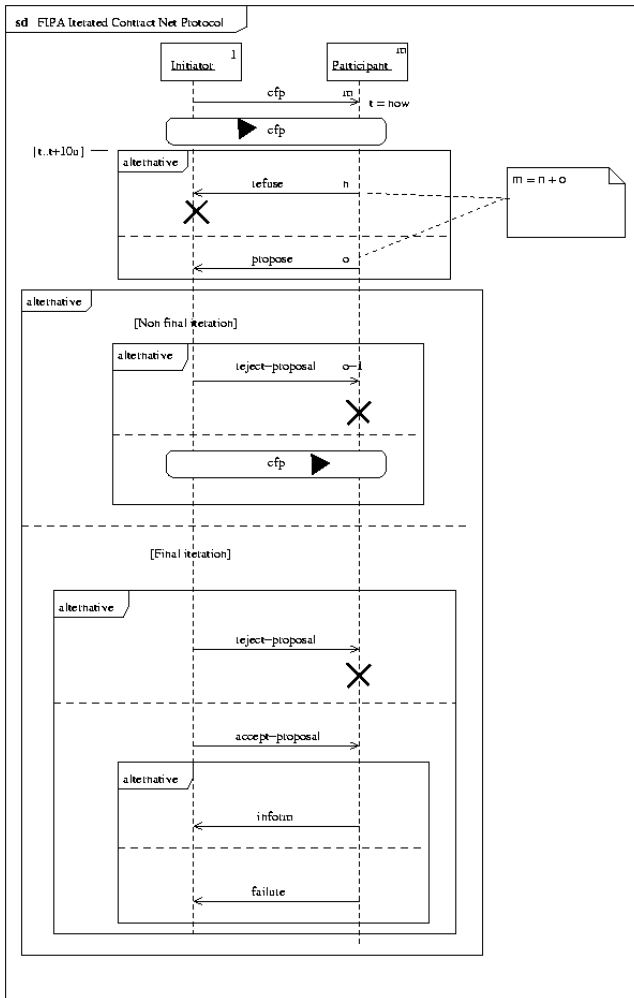 sd FIPA Iterated Contract Net Protocol
1
Initiator
m
Participant
cfp m
t = now
cfp
[t..t+10u]
alternative
refuse n
m = n + o
propose o
alternative
[Non final iteration]
alternative
reject-proposal o-1
cfp
[Final iteration]
alternative
reject-proposal
accept-proposal
alternative
inform
failure